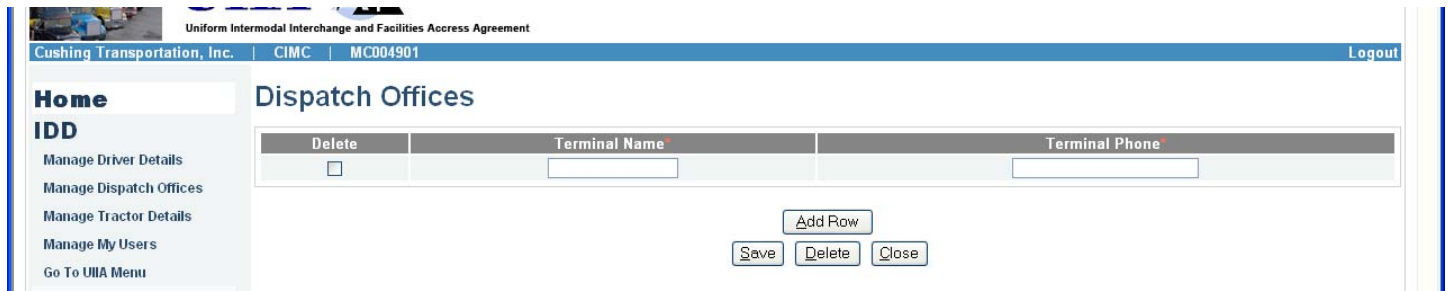 Uniform Intermodal Interchange and Facilities Accress Agreement
Cushing Transportation, Inc. | CIMC | MC004901 Logout
Home
IDD
Manage Driver Details
Manage Dispatch Offices
Manage Tractor Details
Manage My Users
Go To UIIA Menu
Dispatch Offices
Delete Terminal Name* Terminal Phone*
Add Row
Save Delete Close